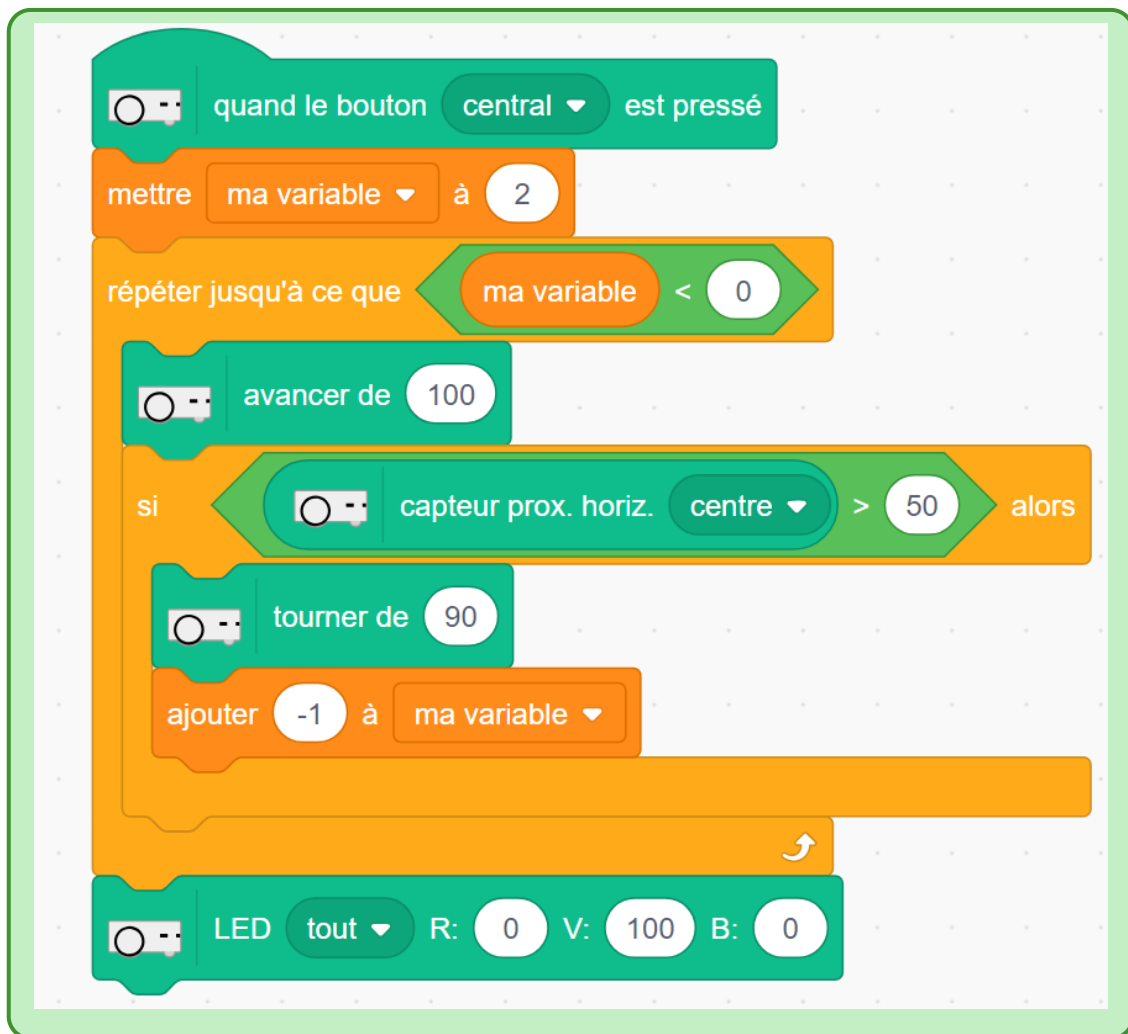 quand le bouton central est pressé
mettre ma variable à 2
répéter jusqu'à ce que ma variable < 0
avancer de 100
si capteur prox. horiz. centre > 50 alors
tourner de 90
ajouter -1 à ma variable
LED tout R: 0 V: 100 B: 0